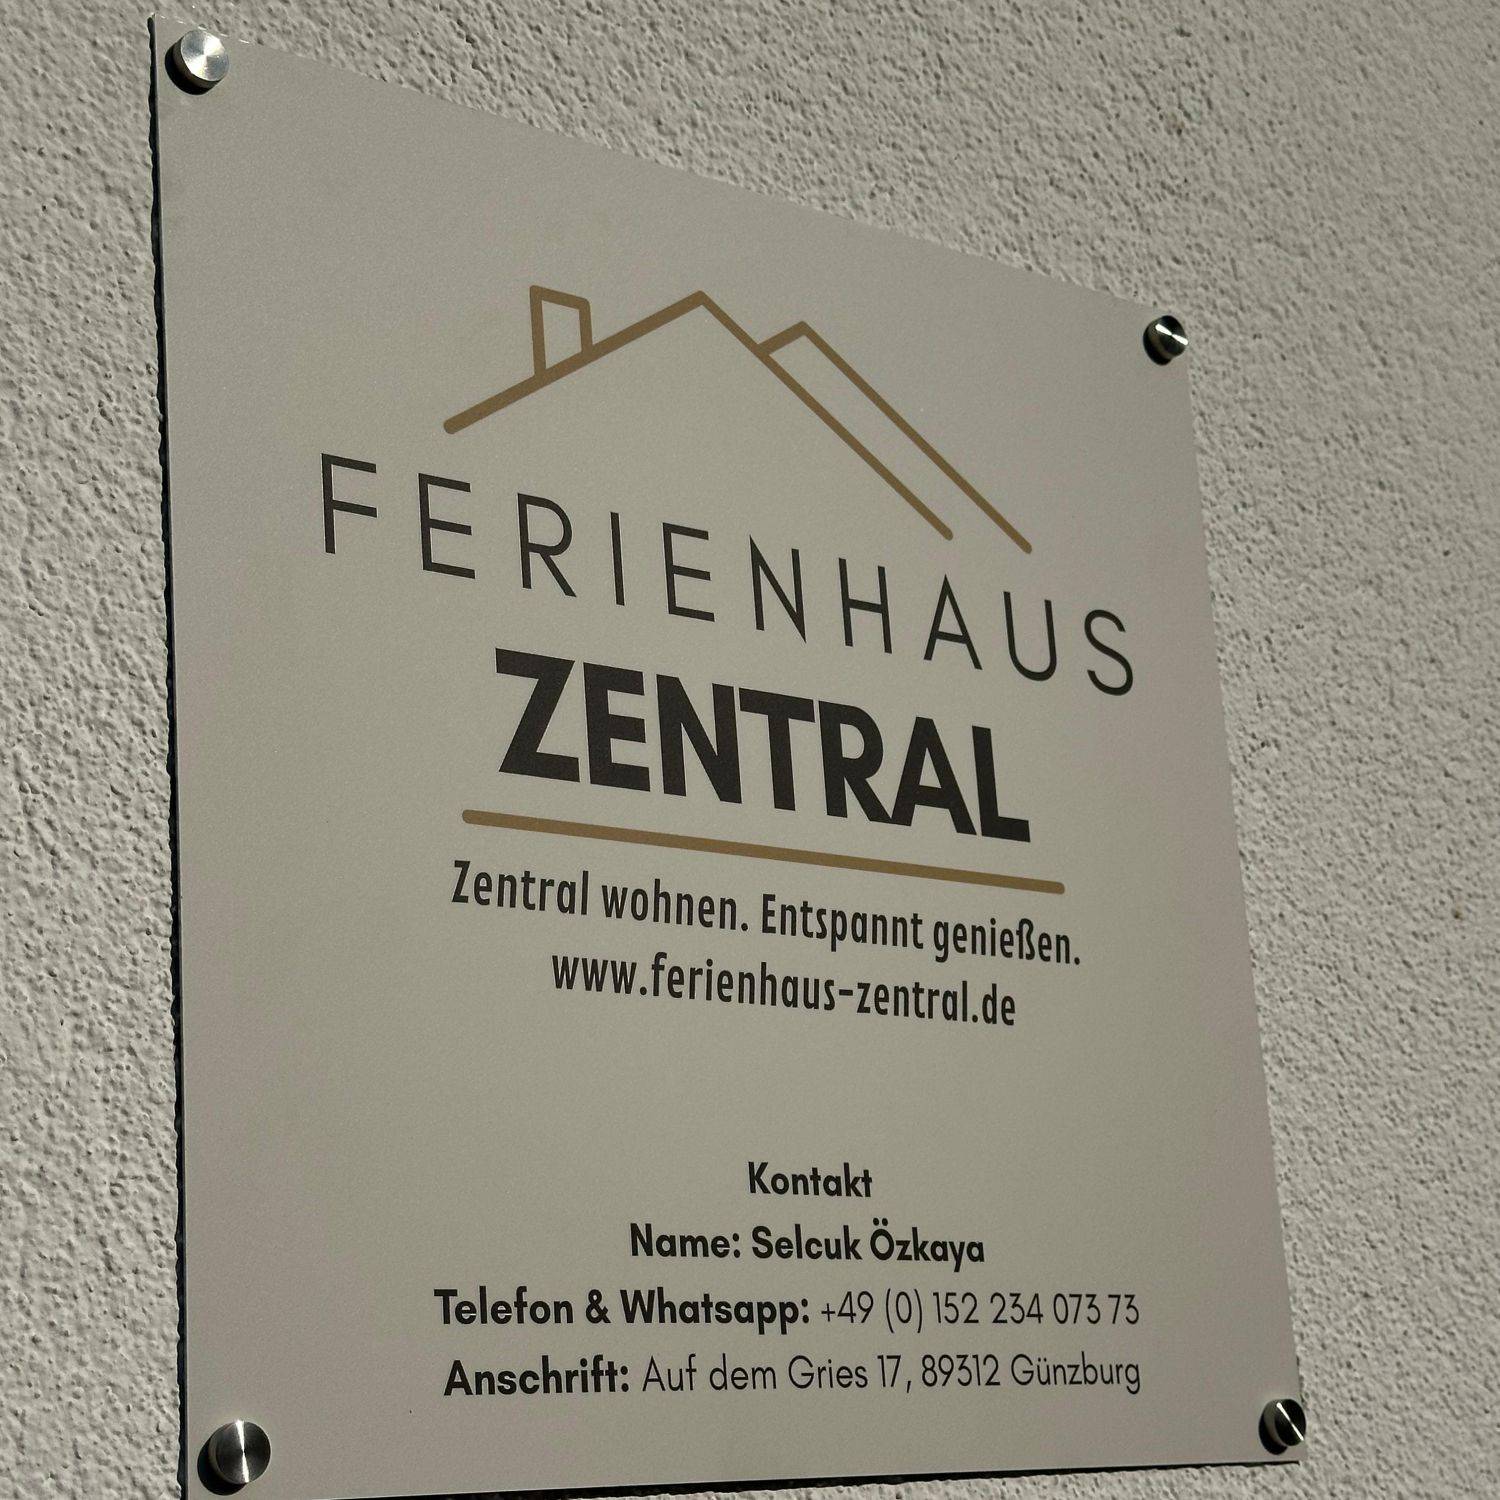 FERIENHAUS
ZENTRAL
Zentral wohnen. Entspannt genießen.
www.ferienhaus-zentral.de
Kontakt
Name: Selcuk Özkaya
Telefon & Whatsapp: +49 (0) 152 234 073 73
Anschrift: Auf dem Gries 17, 89312 Günzburg